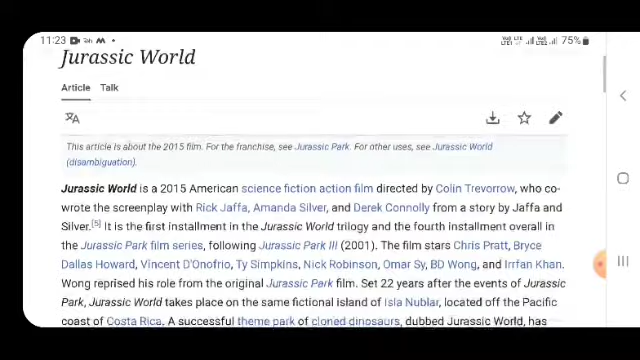 11:23
75%
Jurassic World
Article Talk
This article is about the 2015 film. For the franchise, see Jurassic Park. For other uses, see Jurassic World
(disambiguation).
Jurassic World is a 2015 American science fiction action film directed by Colin Trevorrow, who co-
wrote the screenplay with Rick Jaffa, Amanda Silver, and Derek Connolly from a story by Jaffa and
Silver.[5] It is the first installment in the Jurassic World trilogy and the fourth installment overall in
the Jurassic Park film series, following Jurassic Park III (2001). The film stars Chris Pratt, Bryce
Dallas Howard, Vincent D'Onofrio, Ty Simpkins, Nick Robinson, Omar Sy, BD Wong, and Irrfan Khan.
Wong reprised his role from the original Jurassic Park film. Set 22 years after the events of Jurassic
Park, Jurassic World takes place on the same fictional island of Isla Nublar, located off the Pacific
coast of Costa Rica. A successful theme park of cloned dinosaurs, dubbed Jurassic World, has